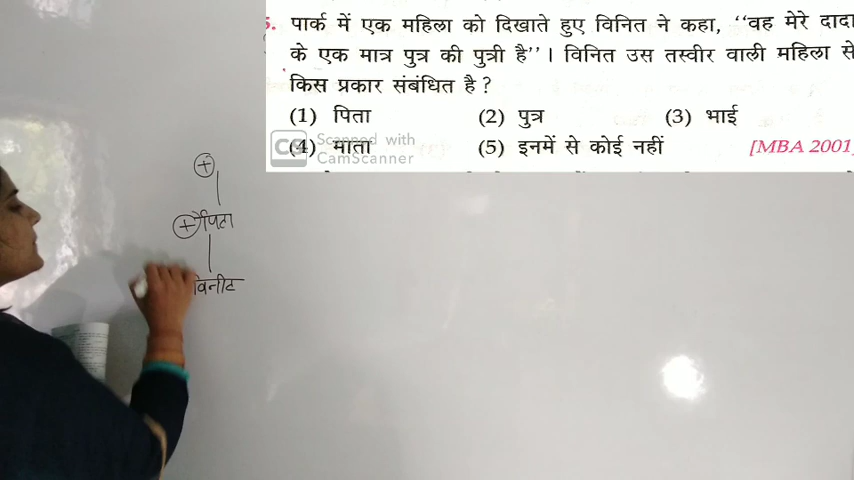 5. पार्क में एक महिला को दिखाते हुए विनित ने कहा, ‘‘वह मेरे दादा
के एक मात्र पुत्र की पुत्री है’’। विनित उस तस्वीर वाली महिला से
किस प्रकार संबंधित है?
(1) पिता (2) पुत्र (3) भाई
(4) माता (5) इनमें से कोई नहीं [MBA 2001]
CS Scanned with
CamScanner
+
+ पिता
विनीट